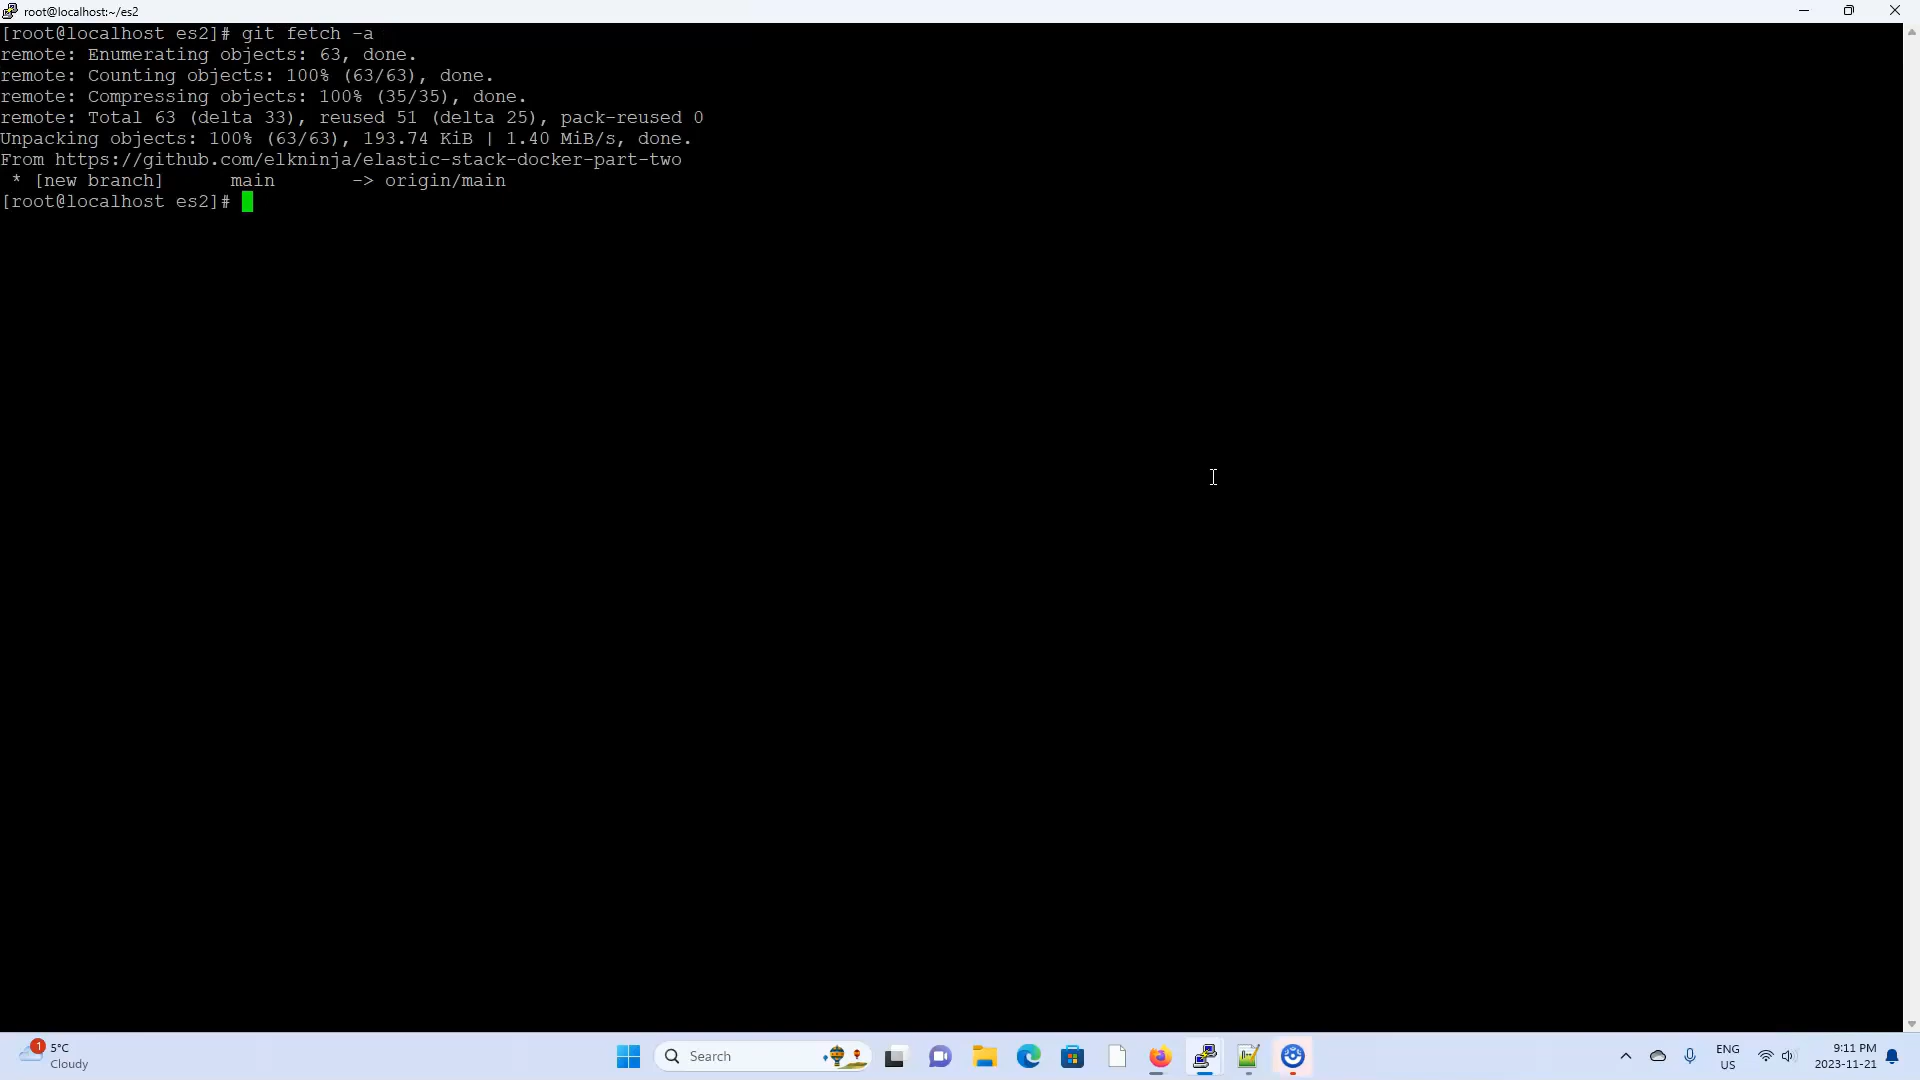 root@localhost:~/es2
[root@localhost es2]# git fetch -a
remote: Enumerating objects: 63, done.
remote: Counting objects: 100% (63/63), done.
remote: Compressing objects: 100% (35/35), done.
remote: Total 63 (delta 33), reused 51 (delta 25), pack-reused 0
Unpacking objects: 100% (63/63), 193.74 KiB | 1.40 MiB/s, done.
From https://github.com/elkninja/elastic-stack-docker-part-two
 * [new branch]      main       -> origin/main
[root@localhost es2]#
1
5°C
Cloudy
Search
ENG
US
9:11 PM
2023-11-21